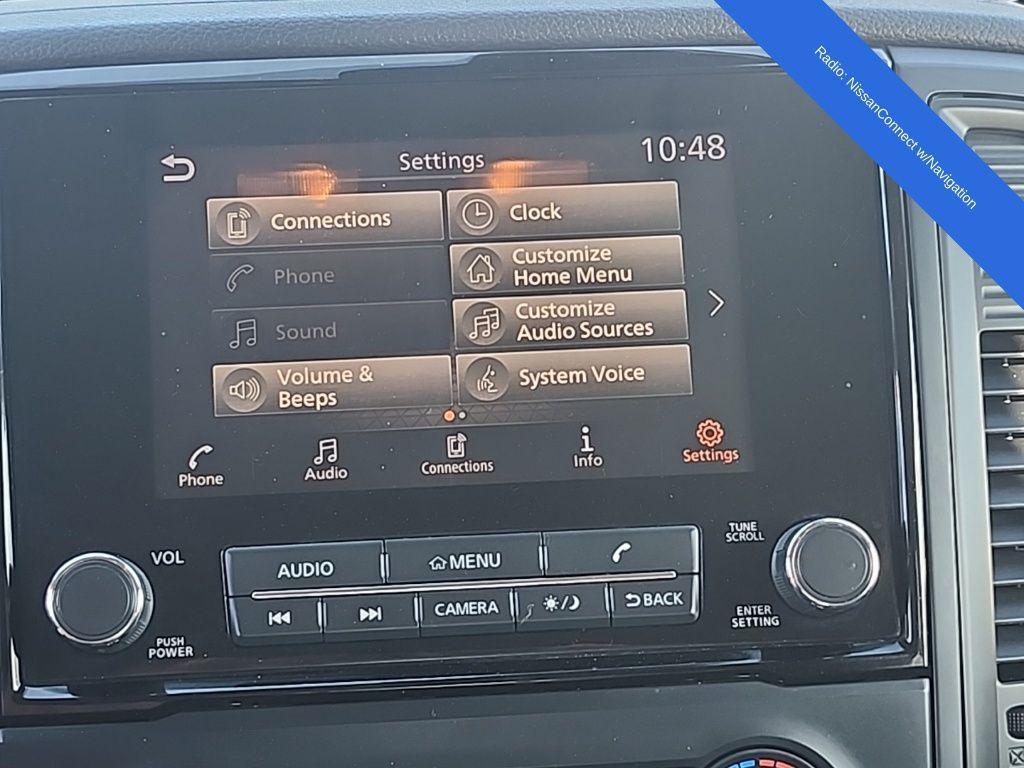 Radio: NissanConnect w/Navigation
Settings
10:48
Connections
Clock
Phone
Customize
Home Menu
Sound
Customize
Audio Sources
Volume &
Beeps
System Voice
Phone
Audio
Connections
Info
Settings
VOL
PUSH
POWER
AUDIO
MENU
CAMERA
BACK
TUNE
SCROLL
ENTER
SETTING